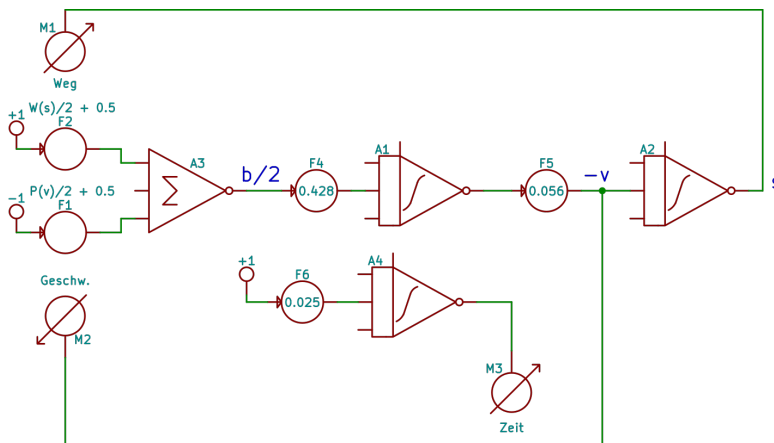 M1
Weg
W(s)/2 + 0.5
+1
F2
A3
b/2
F4
0.428
A1
F5
0.056
-v
A2
s
P(v)/2 + 0.5
-1
F1
Geschw.
M2
+1
F6
0.025
A4
M3
Zeit